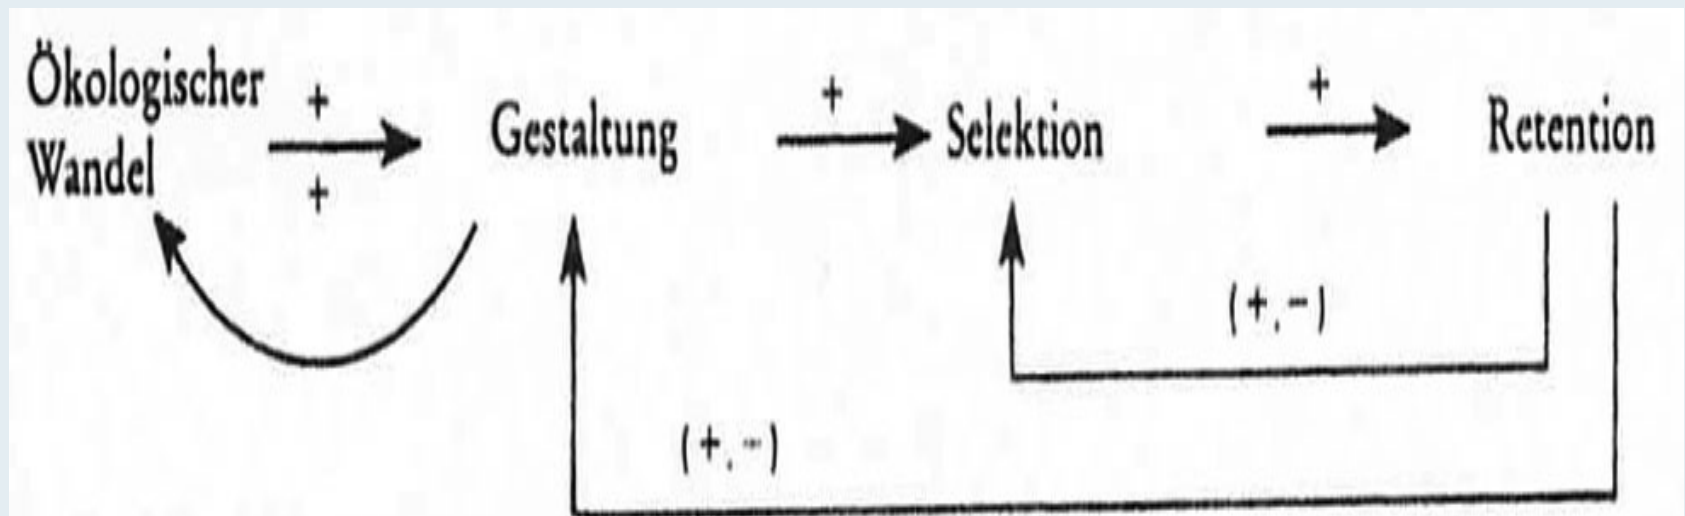 Ökologischer
Wandel
+
+
Gestaltung
+
Selektion
+
Retention
(+,-)
(+,-)